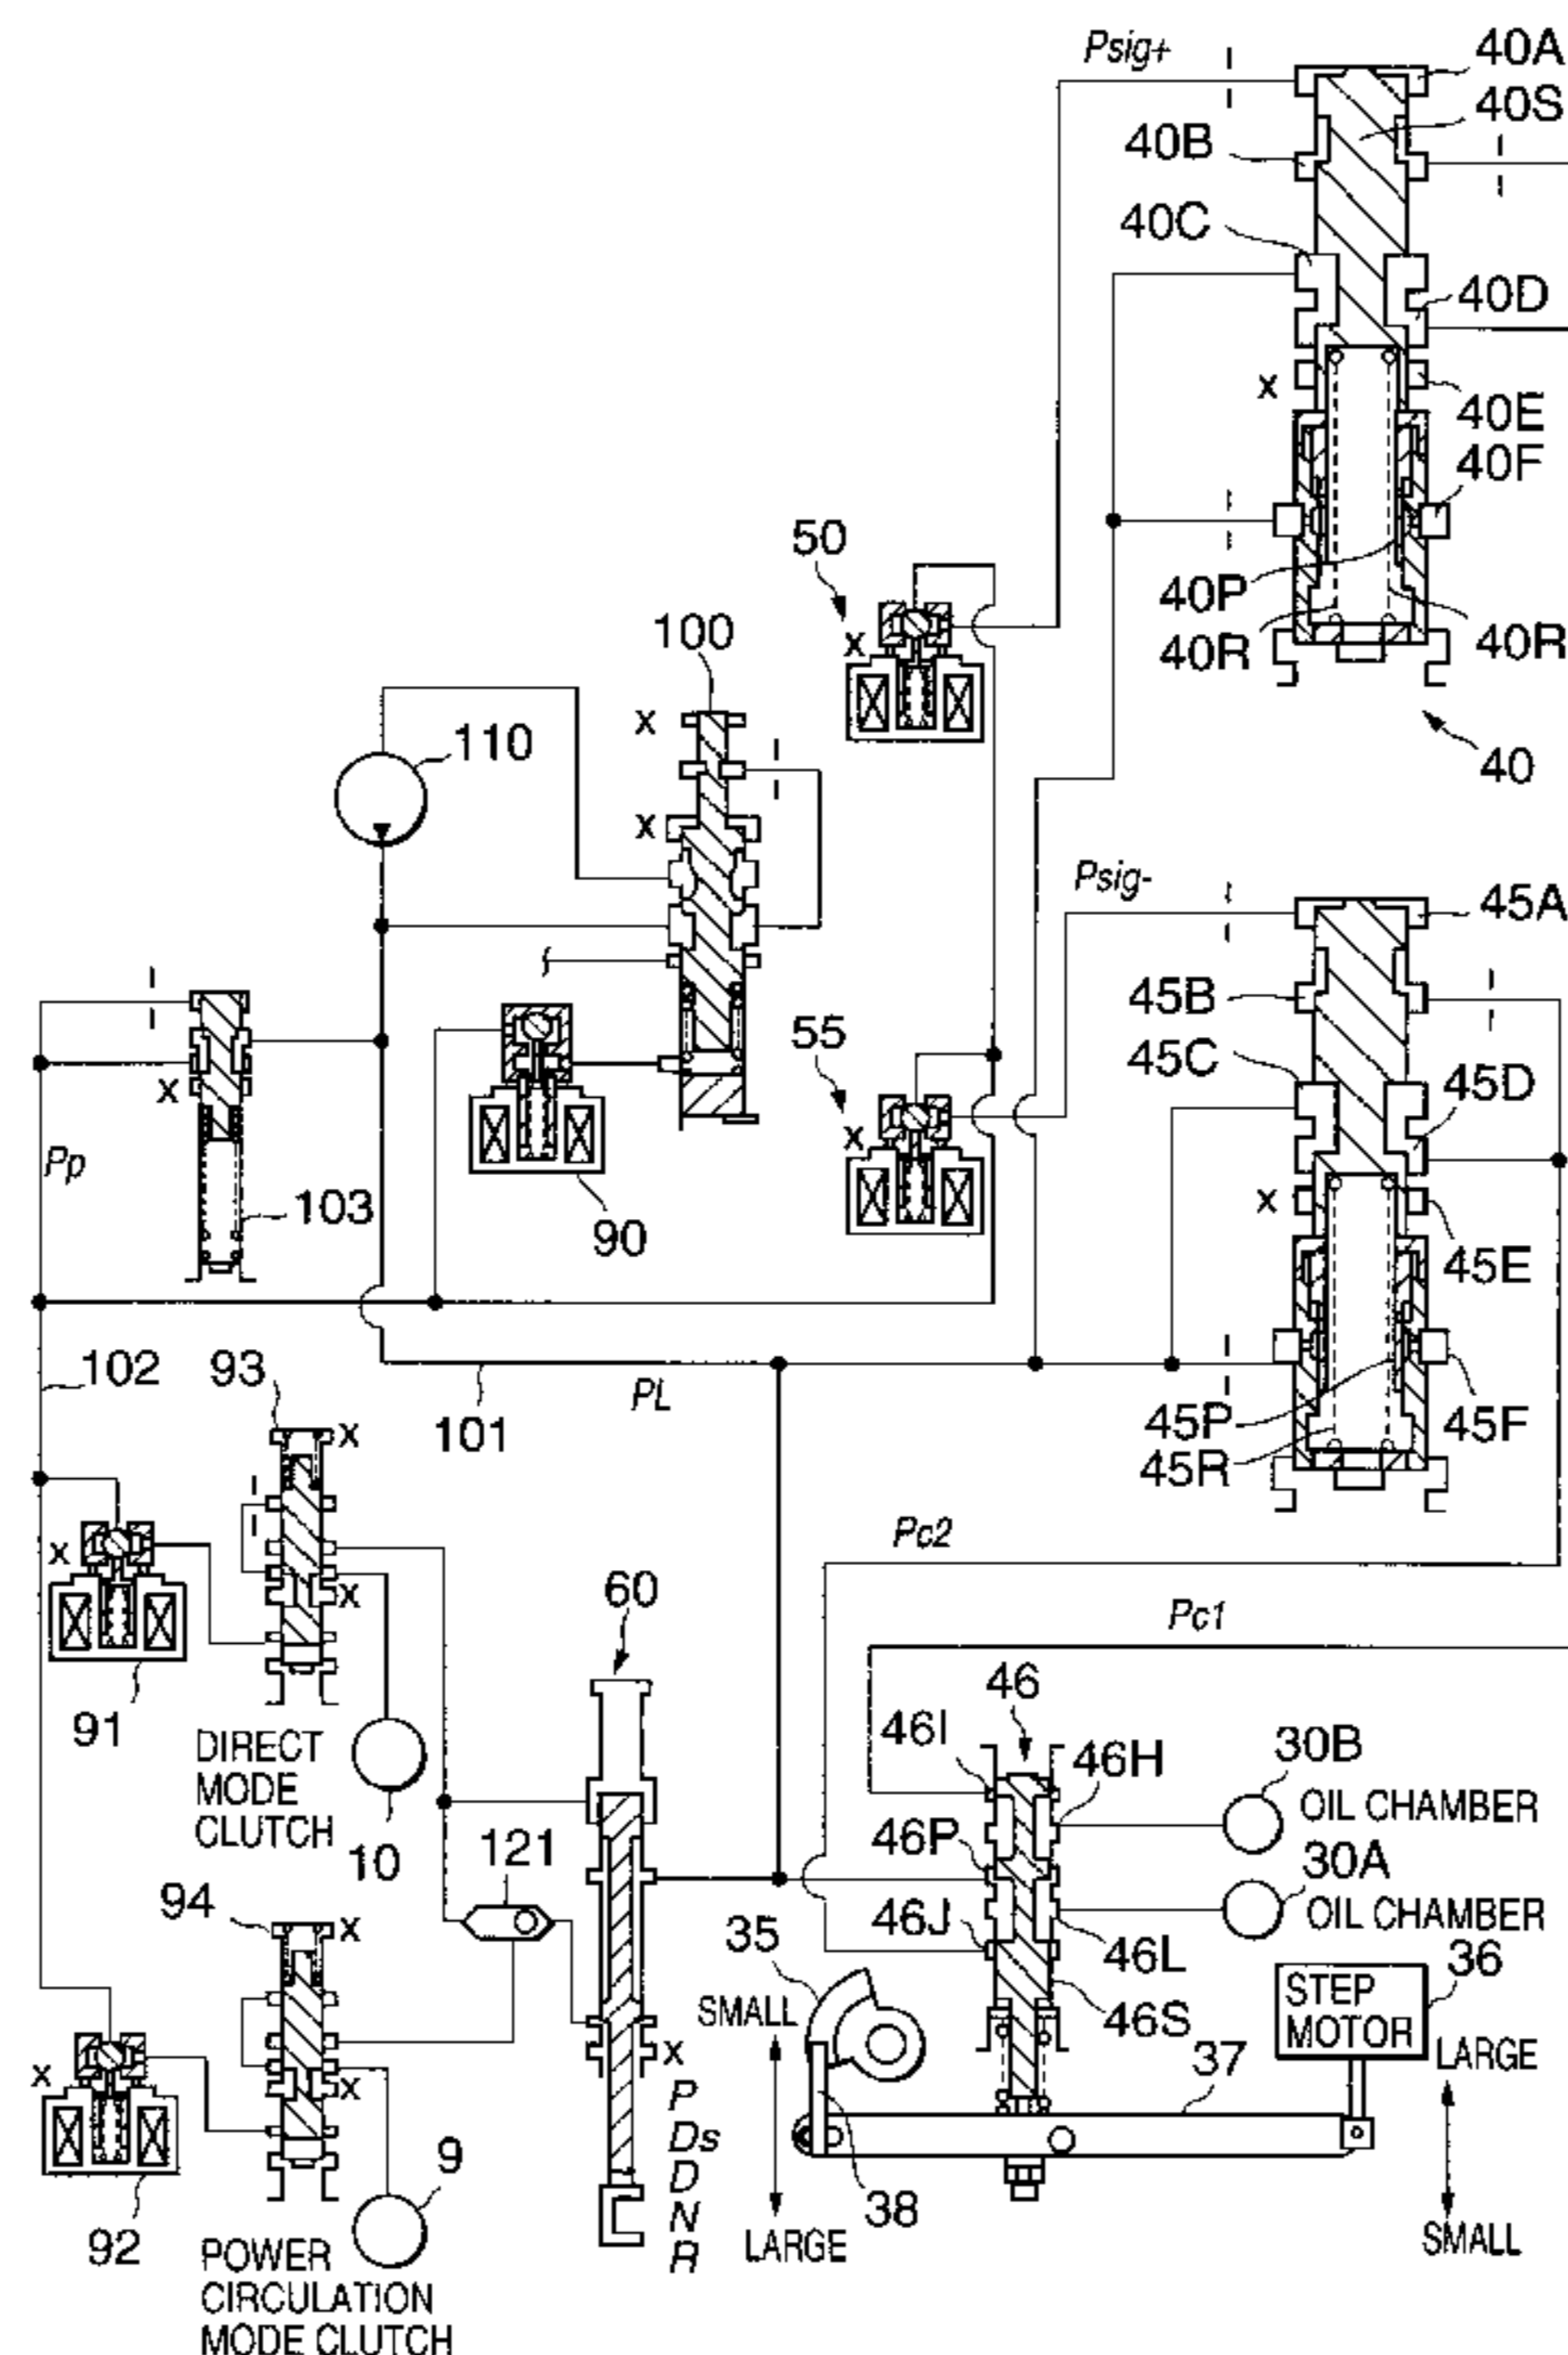 Psig+
40A
40S
40B
40C
40D
x
40E
40F
50
x
40P
40R
40R
100
x
110
x
40
Psig-
45A
45B
55
45C
45D
x
x
Pp
x
45E
103
90
102
93
PL
x
101
45P
45F
45R
Pc2
x
60
x
Pc1
91
46
46I
46H
30B
DIRECT
MODE
CLUTCH
OIL CHAMBER
10
121
46P
30A
94
x
46J
OIL CHAMBER
35
46L
36
SMALL
46S
STEP
MOTOR
x
LARGE
x
x
37
P
Ds
D
N
R
9
38
92
LARGE
SMALL
POWER
CIRCULATION
MODE CLUTCH